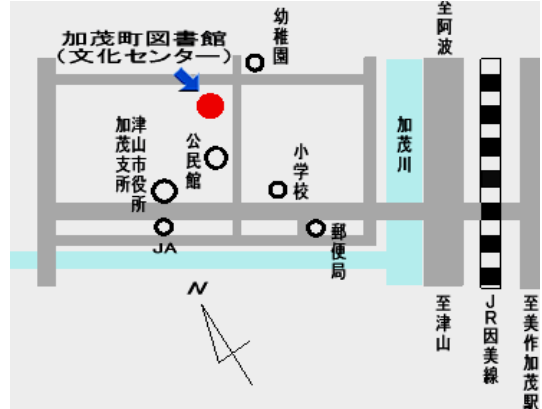 加茂町図書館
（文化センター）
幼稚園
至阿波
津山市役所
加茂支所
公民館
小学校
加茂川
JA
郵便局
N
至津山
JR因美線
至美作加茂駅